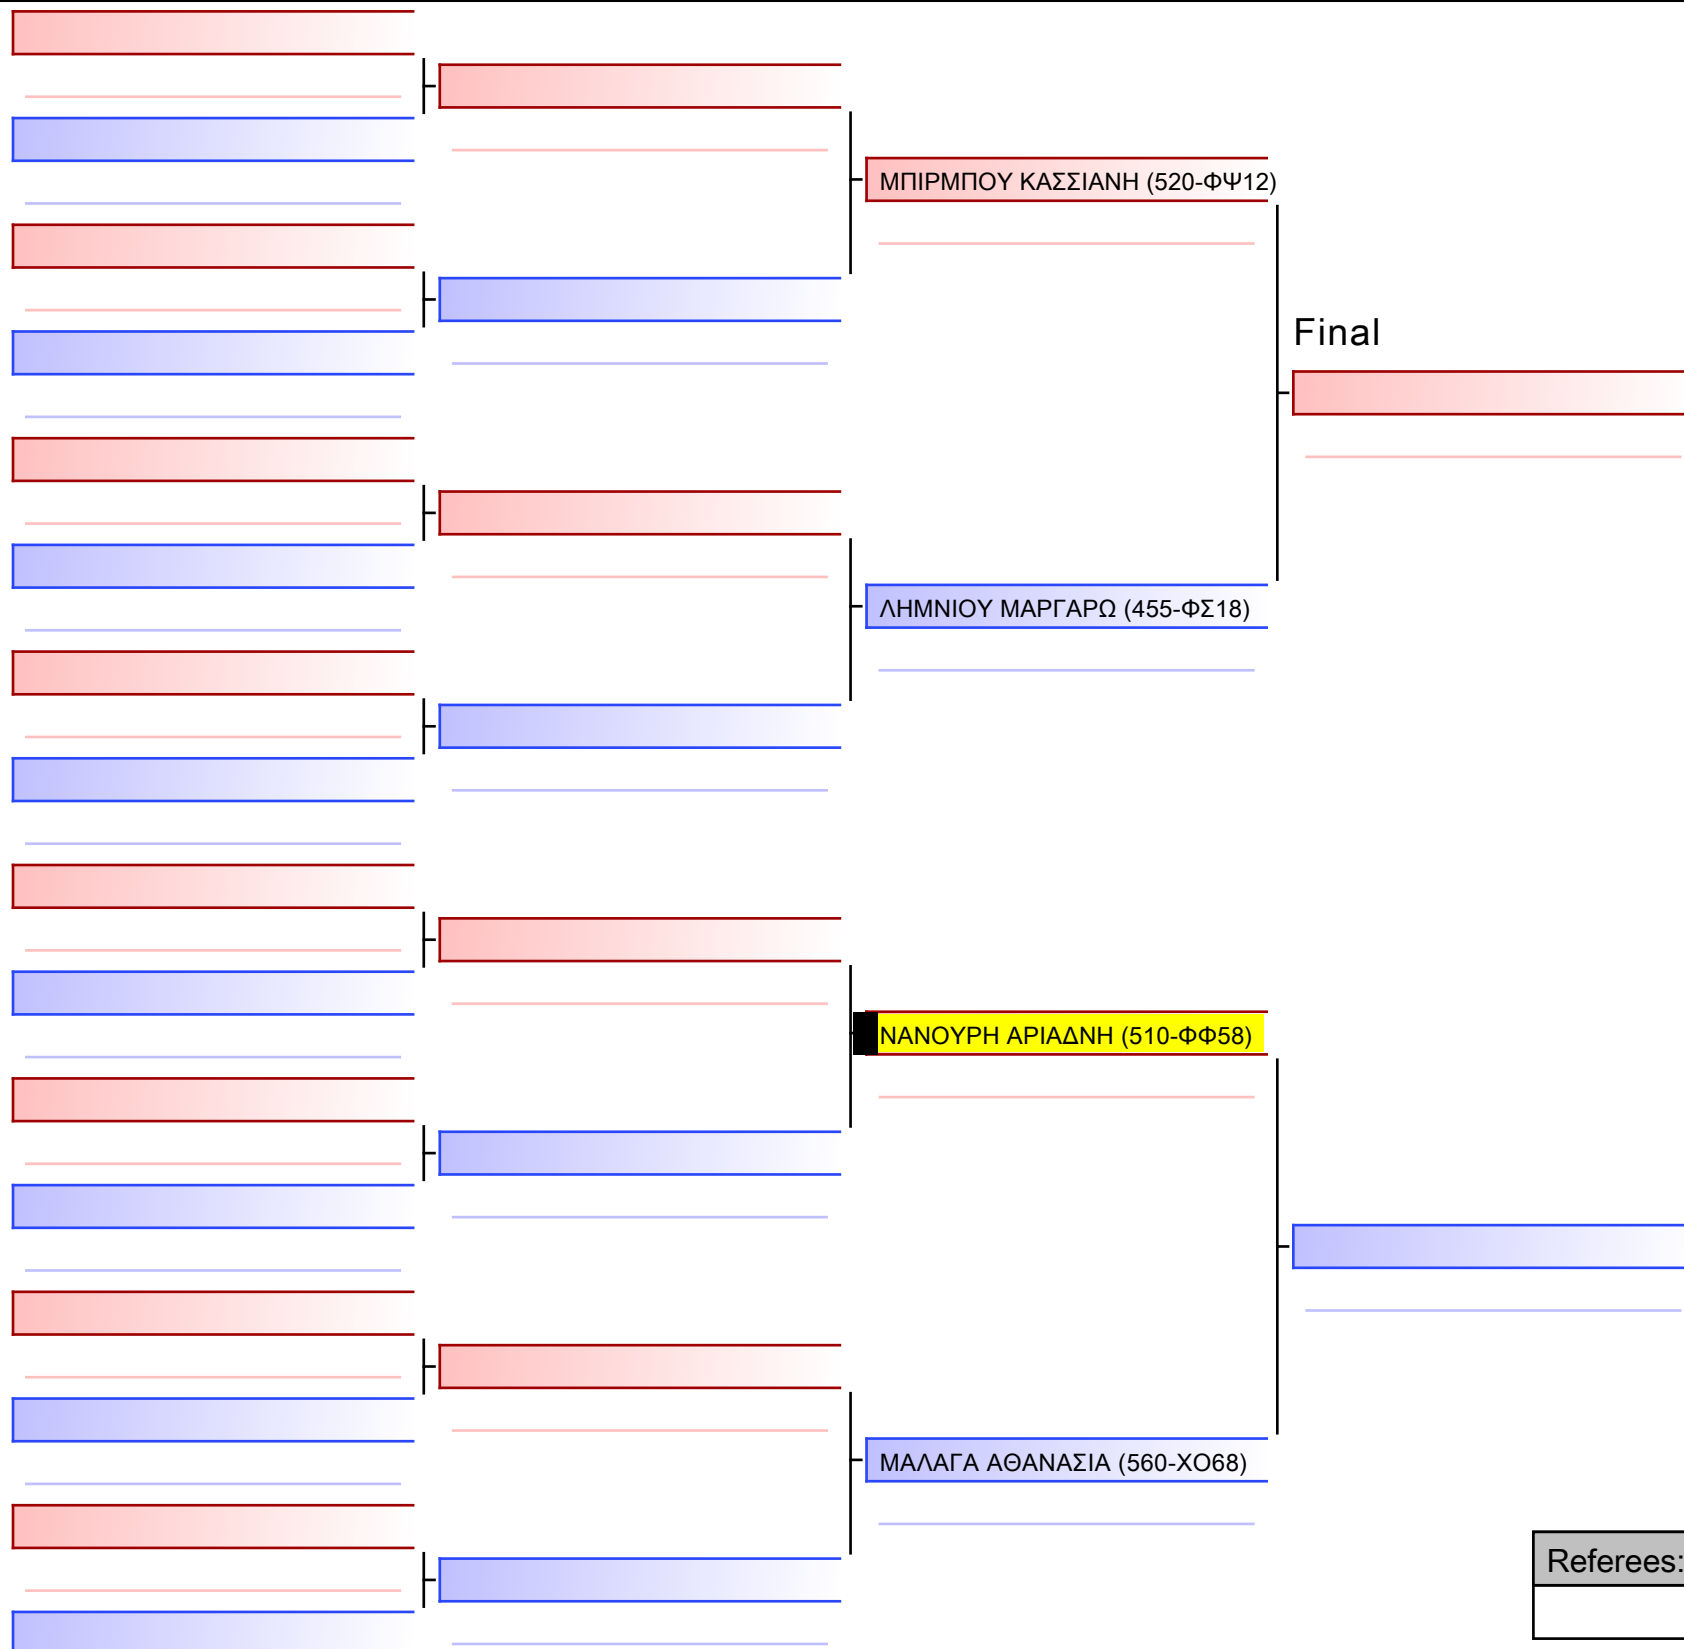 ΜΠΙΡΜΠΟΥ ΚΑΣΣΙΑΝΗ (520-ΦΨ12)
Final
ΛΗΜΝΙΟΥ ΜΑΡΓΑΡΩ (455-ΦΣ18)
ΝΑΝΟΥΡΗ ΑΡΙΑΔΝΗ (510-ΦΦ58)
ΜΑΛΑΓΑ ΑΘΑΝΑΣΙΑ (560-ΧΟ68)
Referees: